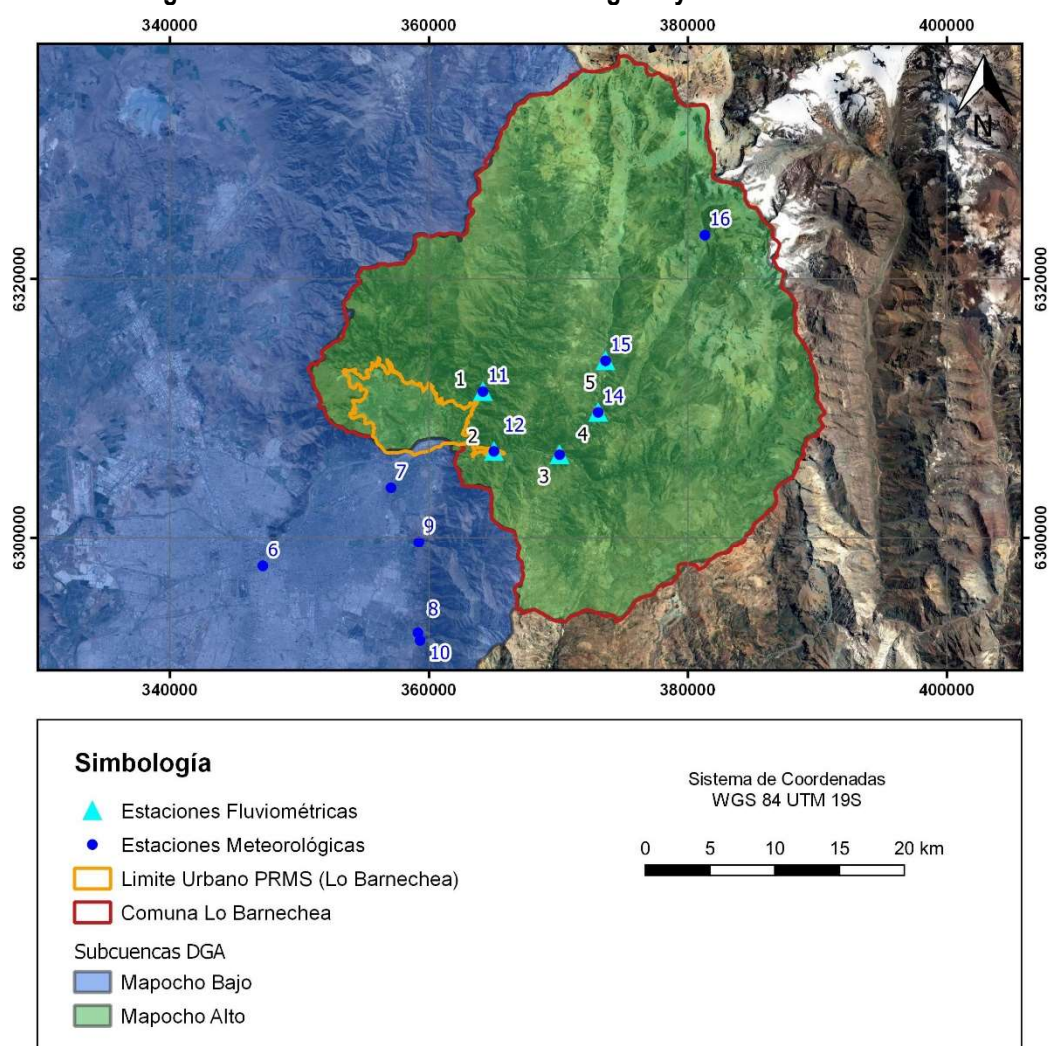 340000 360000 380000 400000
N
16
6320000 6320000
15
1 11
5
14
2 12
4
3
7
9
6300000 6300000
6
8
10
340000 360000 380000 400000
Simbología
Estaciones Fluviométricas
Estaciones Meteorológicas
Limite Urbano PRMS (Lo Barnechea)
Comuna Lo Barnechea
Subcuencas DGA
Mapocho Bajo
Mapocho Alto
Sistema de Coordenadas
WGS 84 UTM 19S
0 5 10 15 20 km